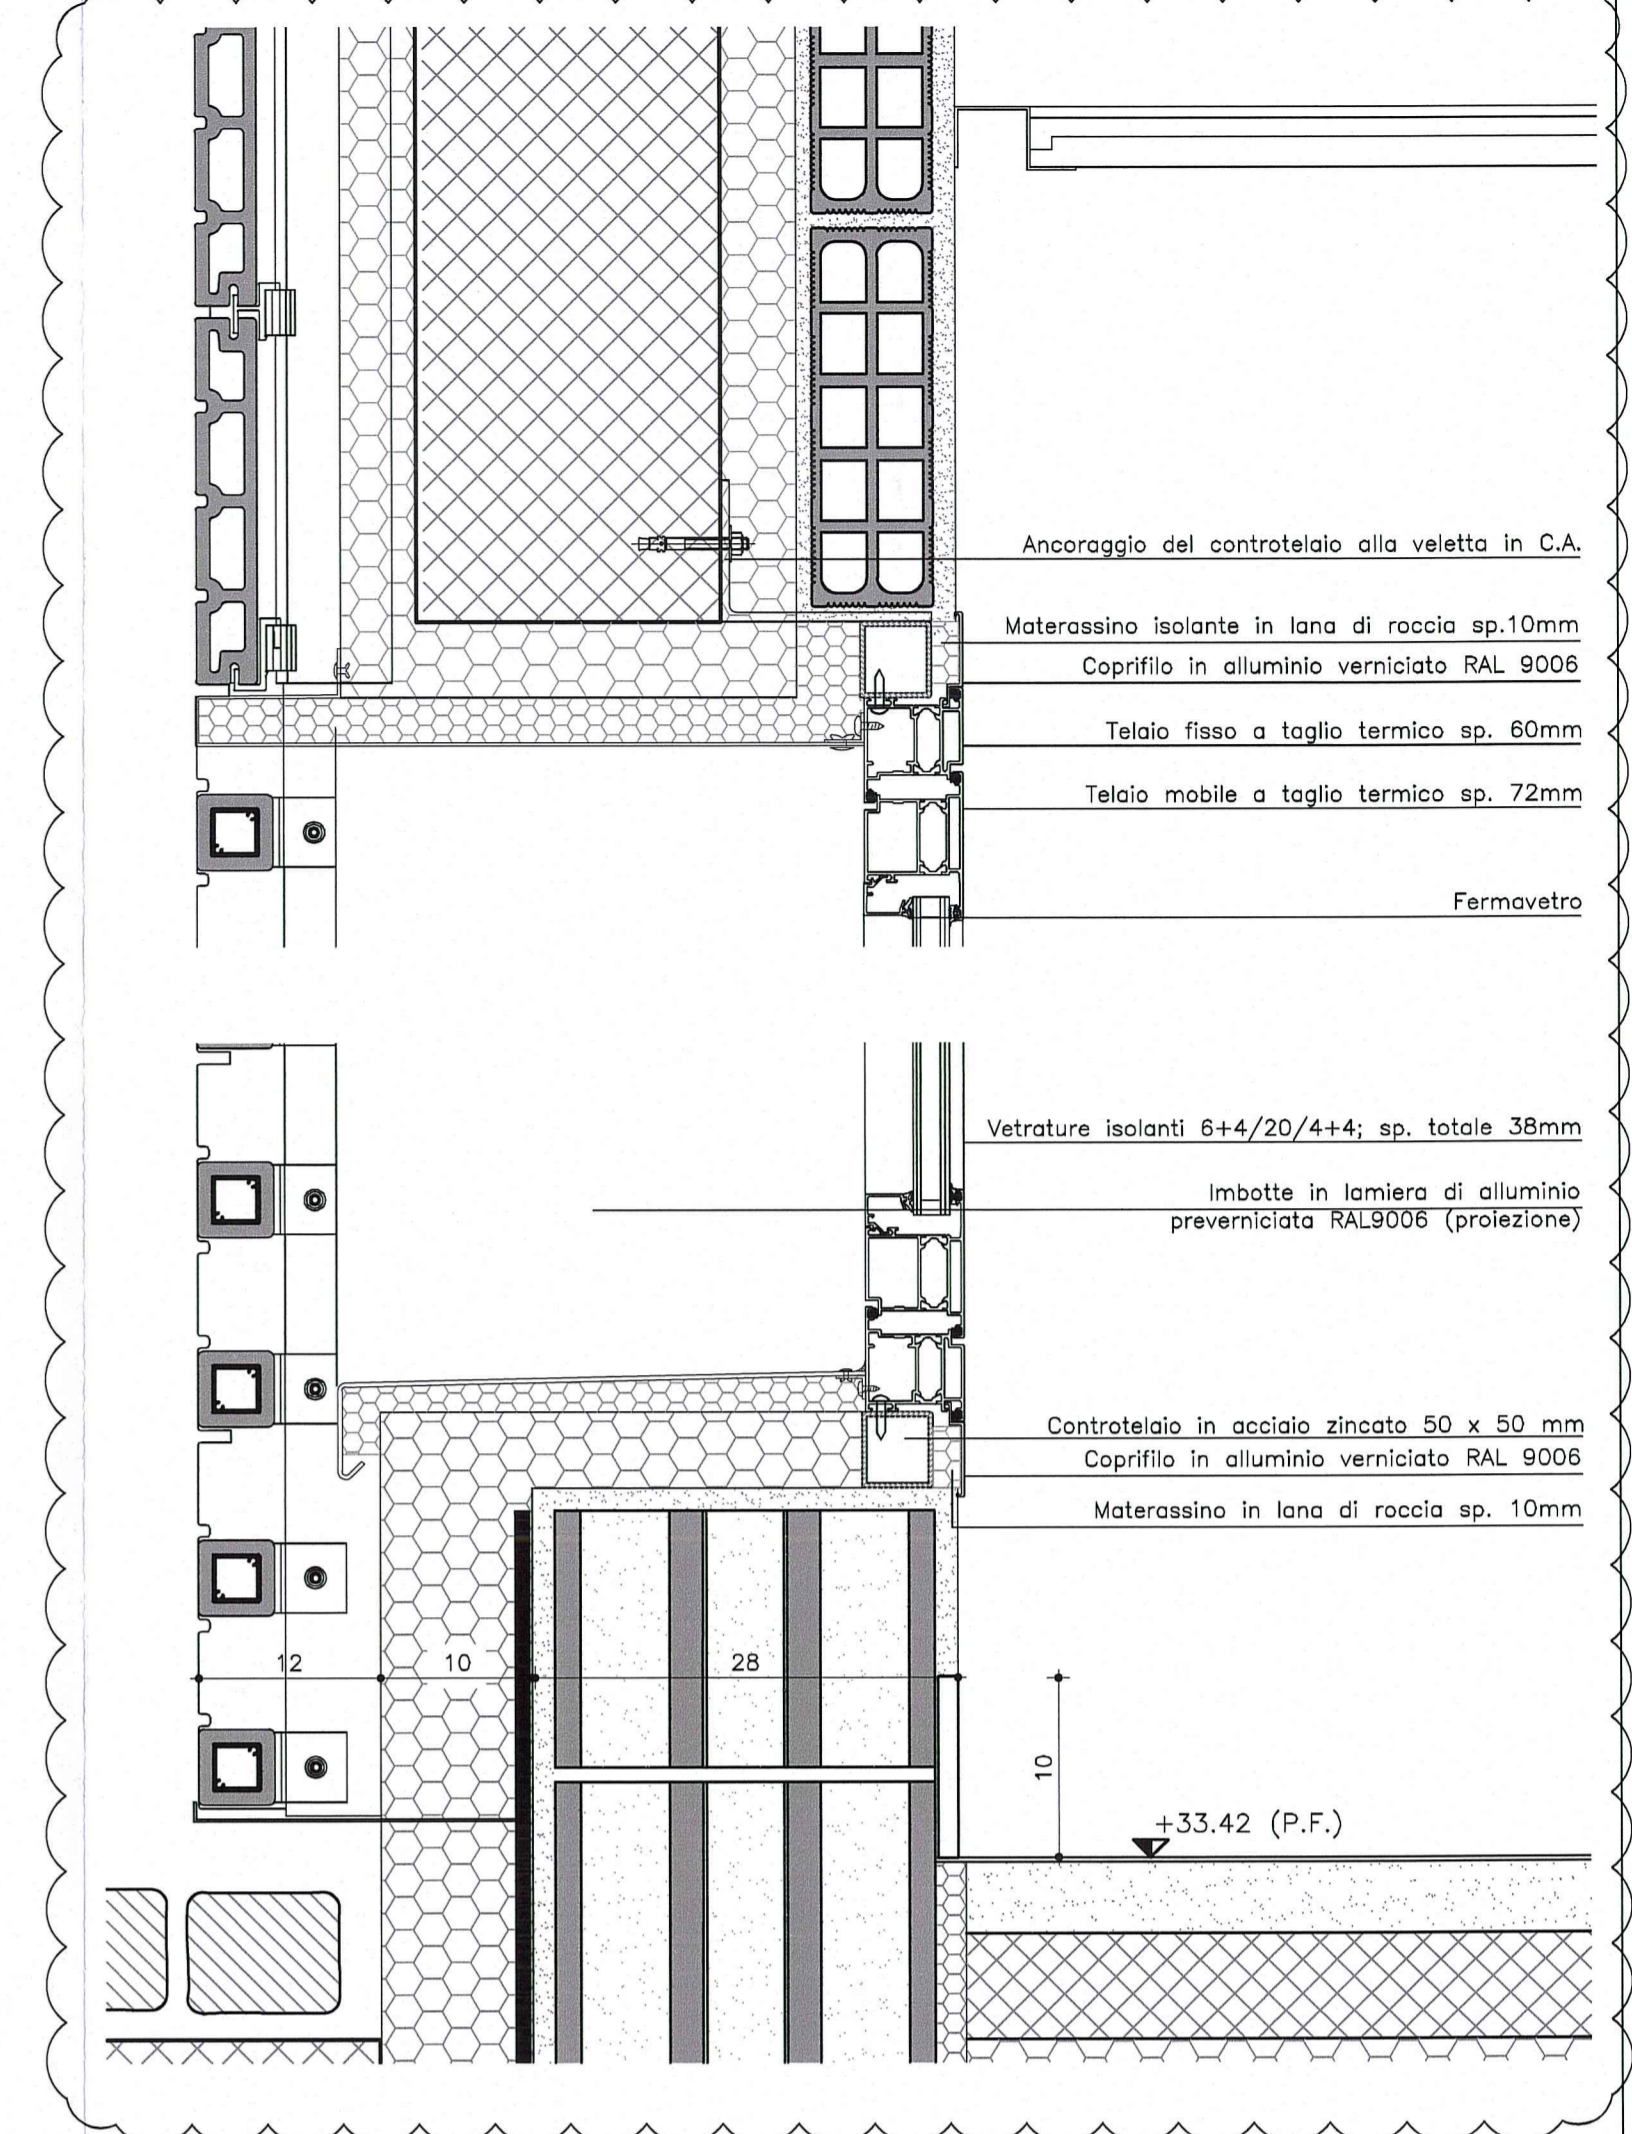 Ancoraggio del controtelaio alla veletta in C.A.
Materassino isolante in lana di roccia sp.10mm
Coprifilo in alluminio verniciato RAL 9006
Telaio fisso a taglio termico sp. 60mm
Telaio mobile a taglio termico sp. 72mm
Fermavetro
Vetrature isolanti 6+4/20/4+4; sp. totale 38mm
Imbotte in lamiera di alluminio
preverniciata RAL9006 (proiezione)
Controtelaio in acciaio zincato 50 x 50 mm
Coprifilo in alluminio verniciato RAL 9006
Materassino in lana di roccia sp. 10mm
12 10 28
10
+33.42 (P.F.)